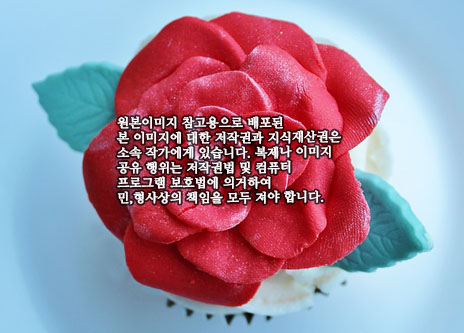 원본이미지 참고용으로 배포된
본 이미지에 대한 저작권과 지식재산권은
소속 작가에게 있습니다. 복제나 이미지
공유 행위는 저작권법 및 컴퓨터
프로그램 보호법에 의거하여
민,형사상의 책임을 모두 져야 합니다.